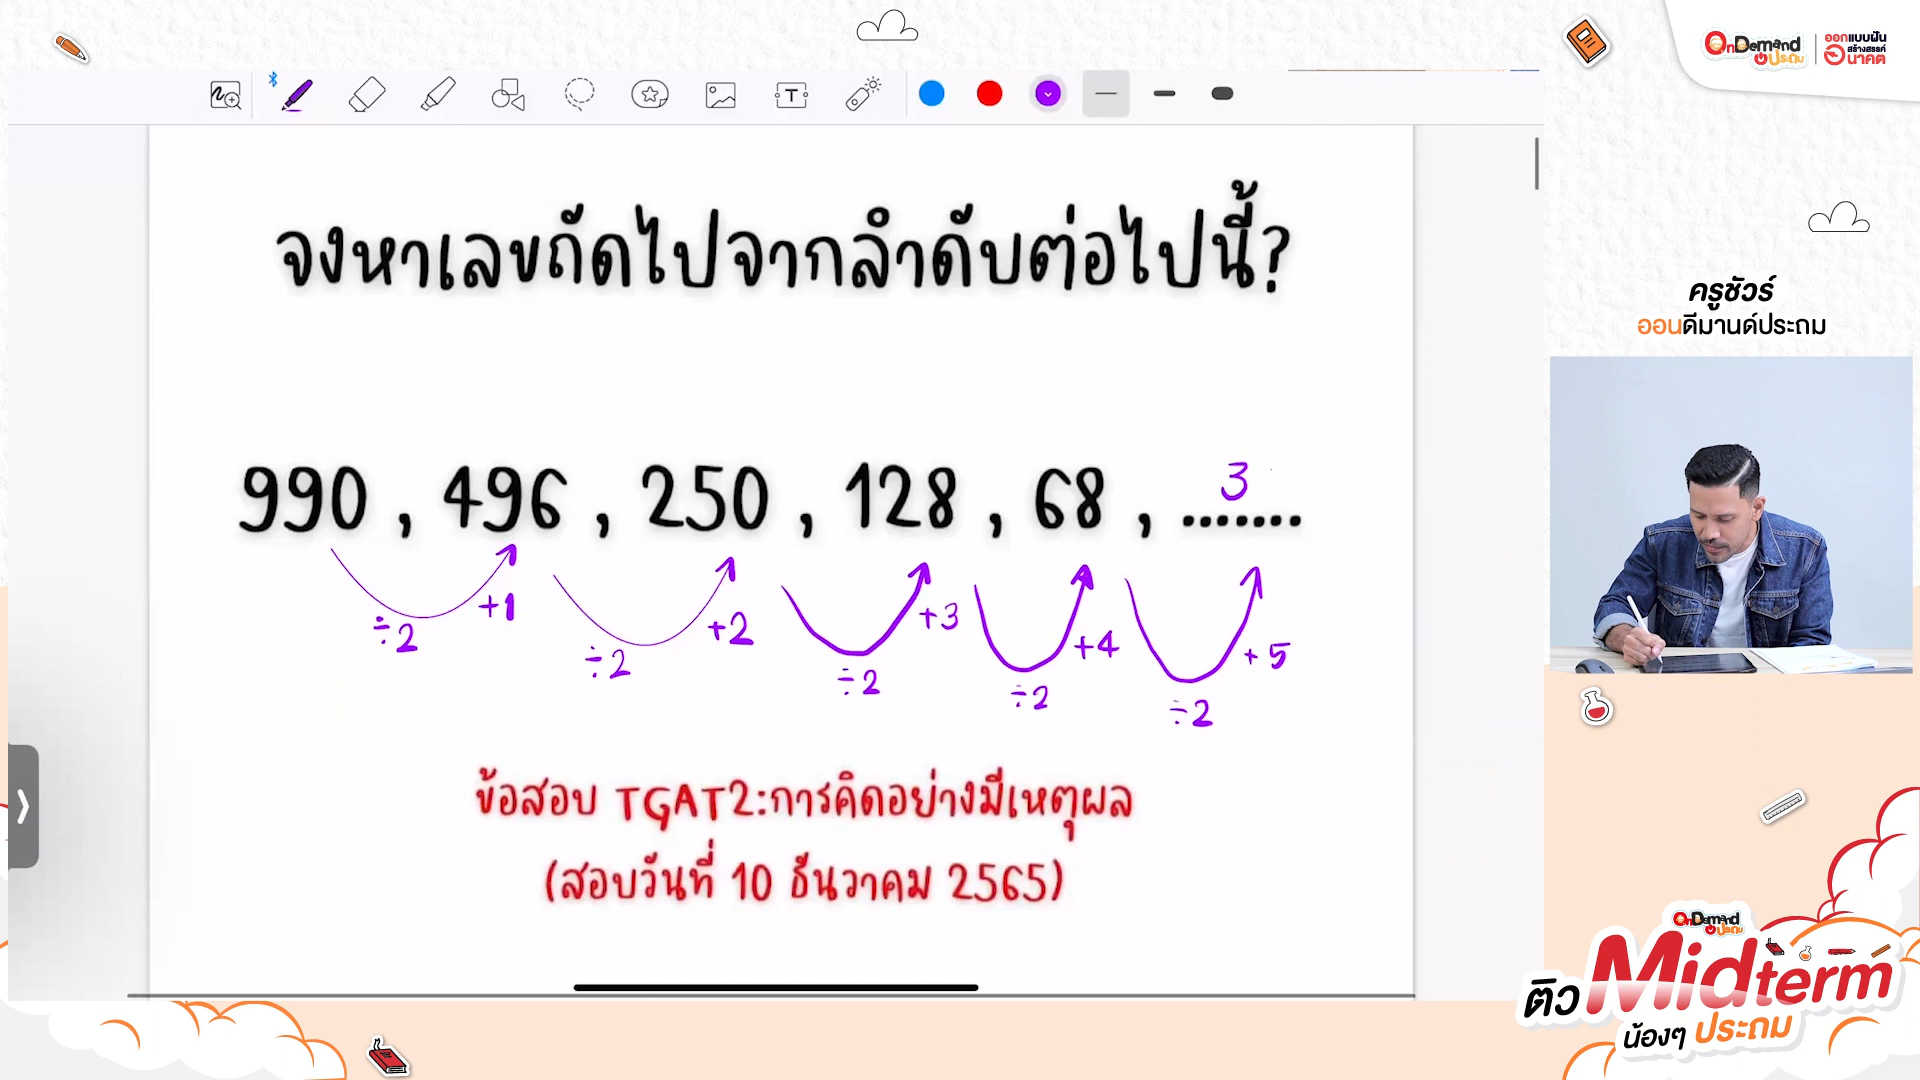 OnDemand ประถม
ออกแบบฝัน
สร้างสรรค์
อนาคต
T
จงหาเลขถัดไปจากลำดับต่อไปนี้?
ครูชัวร์
ออนดีมานด์ประถม
990 , 496 , 250 , 128 , 68 , ....... 3
÷2 +1 ÷2 +2 ÷2 +3 ÷2 +4 ÷2 +5
ข้อสอบ TGAT2:การคิดอย่างมีเหตุผล
(สอบวันที่ 10 ธันวาคม 2565)
OnDemand ประถม
ติว Midterm
น้องๆ ประถม